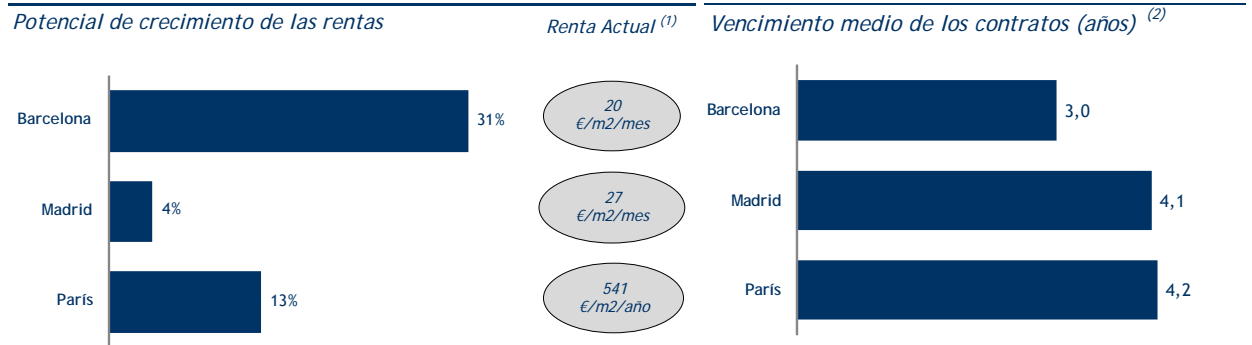 Potencial de crecimiento de las rentas
Renta Actual (1)
Barcelona
31%
20
€/m2/mes
Madrid
4%
27
€/m2/mes
París
13%
541
€/m2/año
Vencimiento medio de los contratos (años) (2)
Barcelona
3,0
Madrid
4,1
París
4,2